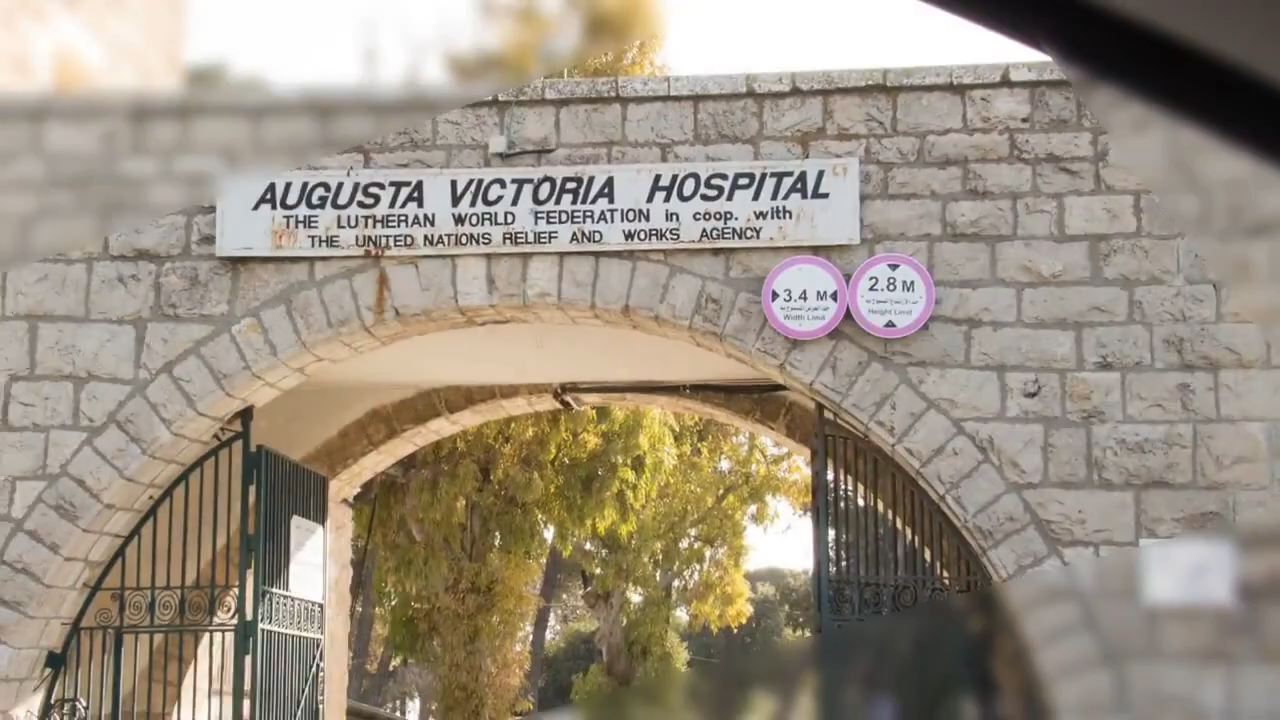 AUGUSTA VICTORIA HOSPITAL
THE LUTHERAN WORLD FEDERATION in coop. with
THE UNITED NATIONS RELIEF AND WORKS AGENCY
3.4 M
Width Limit
2.8 M
Height Limit